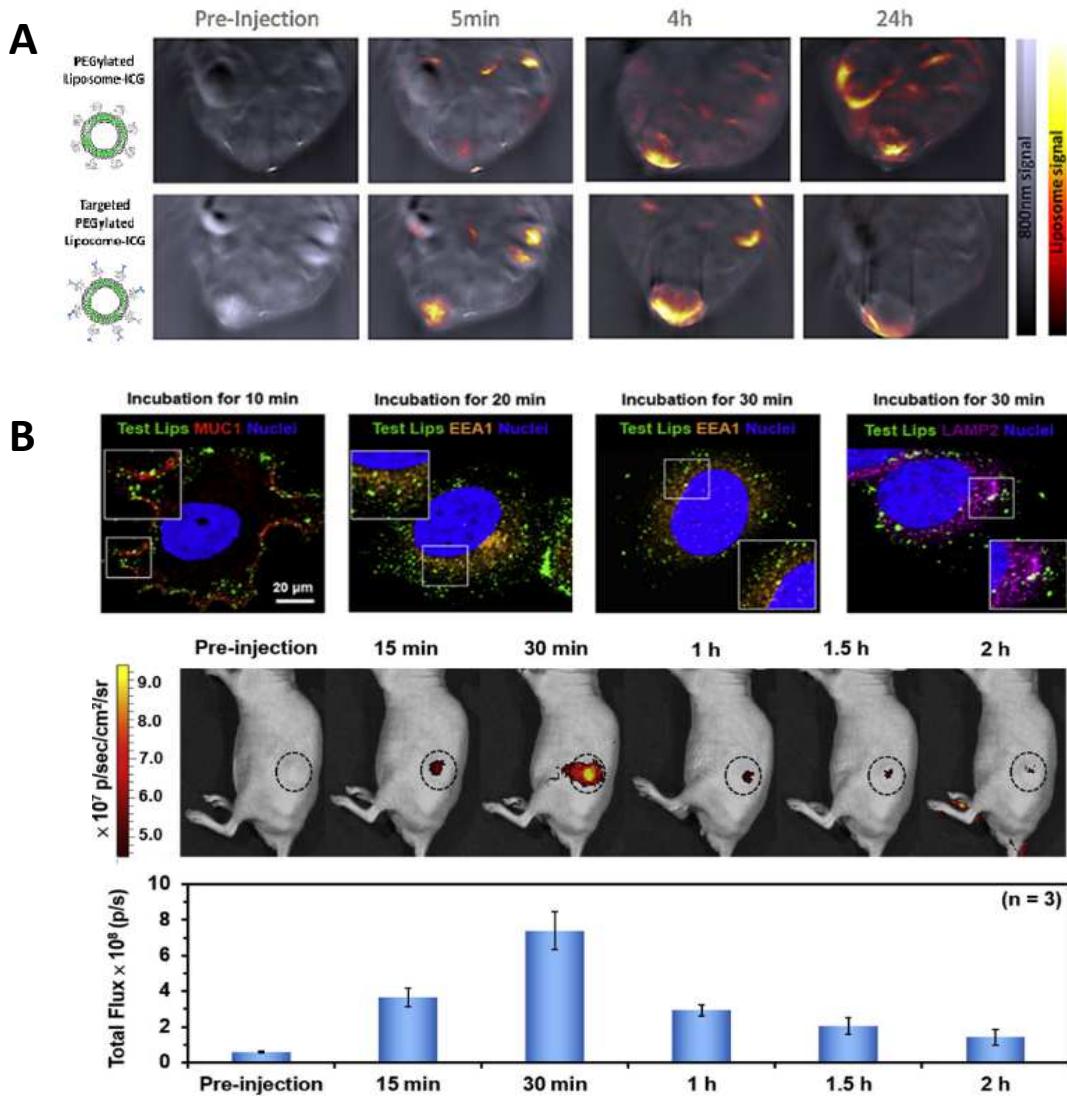 A
Pre-Injection 5min 4h 24h
PEGylated
Liposome-ICG
Targeted
PEGylated
Liposome-ICG
800nm signal
Liposome signal
B
Incubation for 10 min Incubation for 20 min Incubation for 30 min Incubation for 30 min
Test Lips MUC1 Nuclei Test Lips EEA1 Nuclei Test Lips EEA1 Nuclei Test Lips LAMP2 Nuclei
20 µm
Pre-injection 15 min 30 min 1 h 1.5 h 2 h
× 10⁷ p/sec/cm²/sr
9.0
8.0
7.0
6.0
5.0
Total Flux × 10⁸ (p/s)
10
8
6
4
2
0
(n = 3)
Pre-injection 15 min 30 min 1 h 1.5 h 2 h